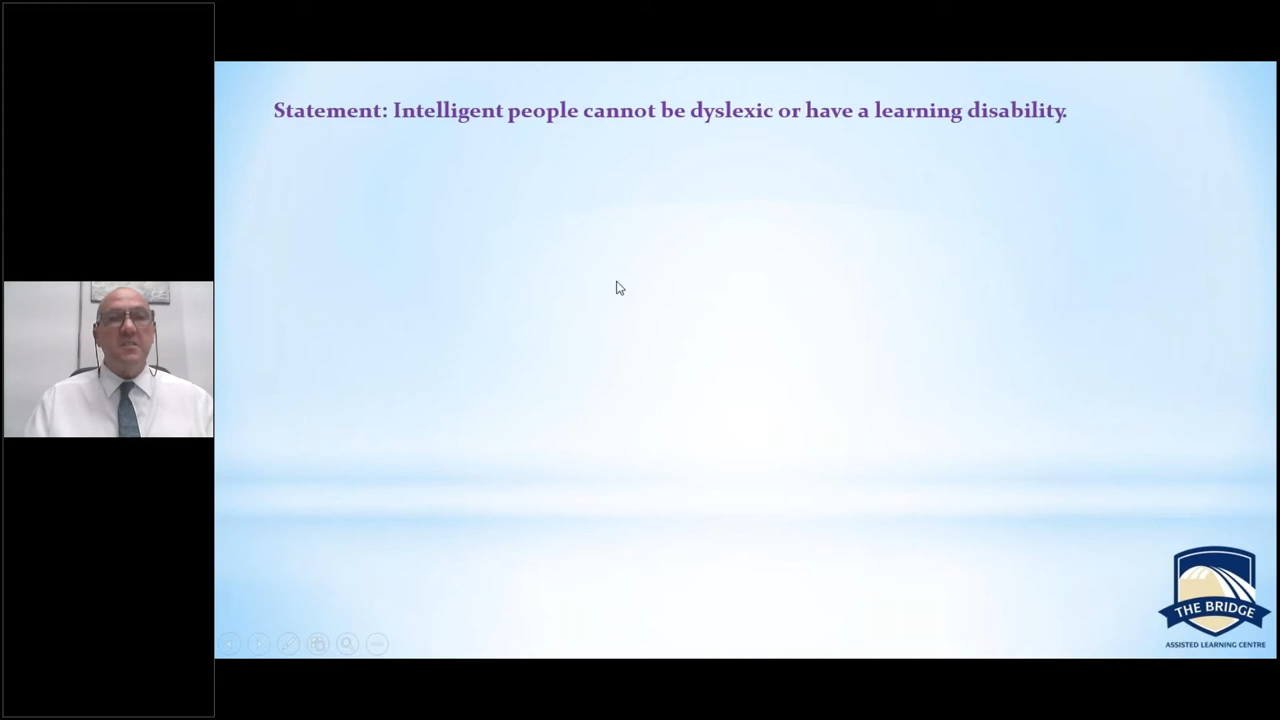 Statement: Intelligent people cannot be dyslexic or have a learning disability.
THE BRIDGE
ASSISTED LEARNING CENTRE